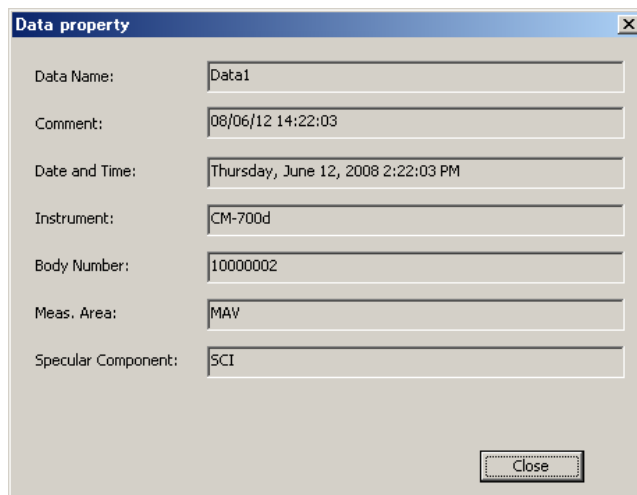 Data property
Data Name: Data1
Comment: 08/06/12 14:22:03
Date and Time: Thursday, June 12, 2008 2:22:03 PM
Instrument: CM-700d
Body Number: 10000002
Meas. Area: MAV
Specular Component: SCI
Close